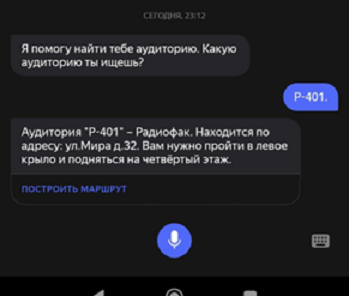 СЕГОДНЯ, 23:12
Я помогу найти тебе аудиторию. Какую
аудиторию ты ищешь?
Р-401.
Аудитория "Р-401" – Радиофак. Находится по
адресу: ул.Мира д.32. Вам нужно пройти в левое
крыло и подняться на четвёртый этаж.
ПОСТРОИТЬ МАРШРУТ